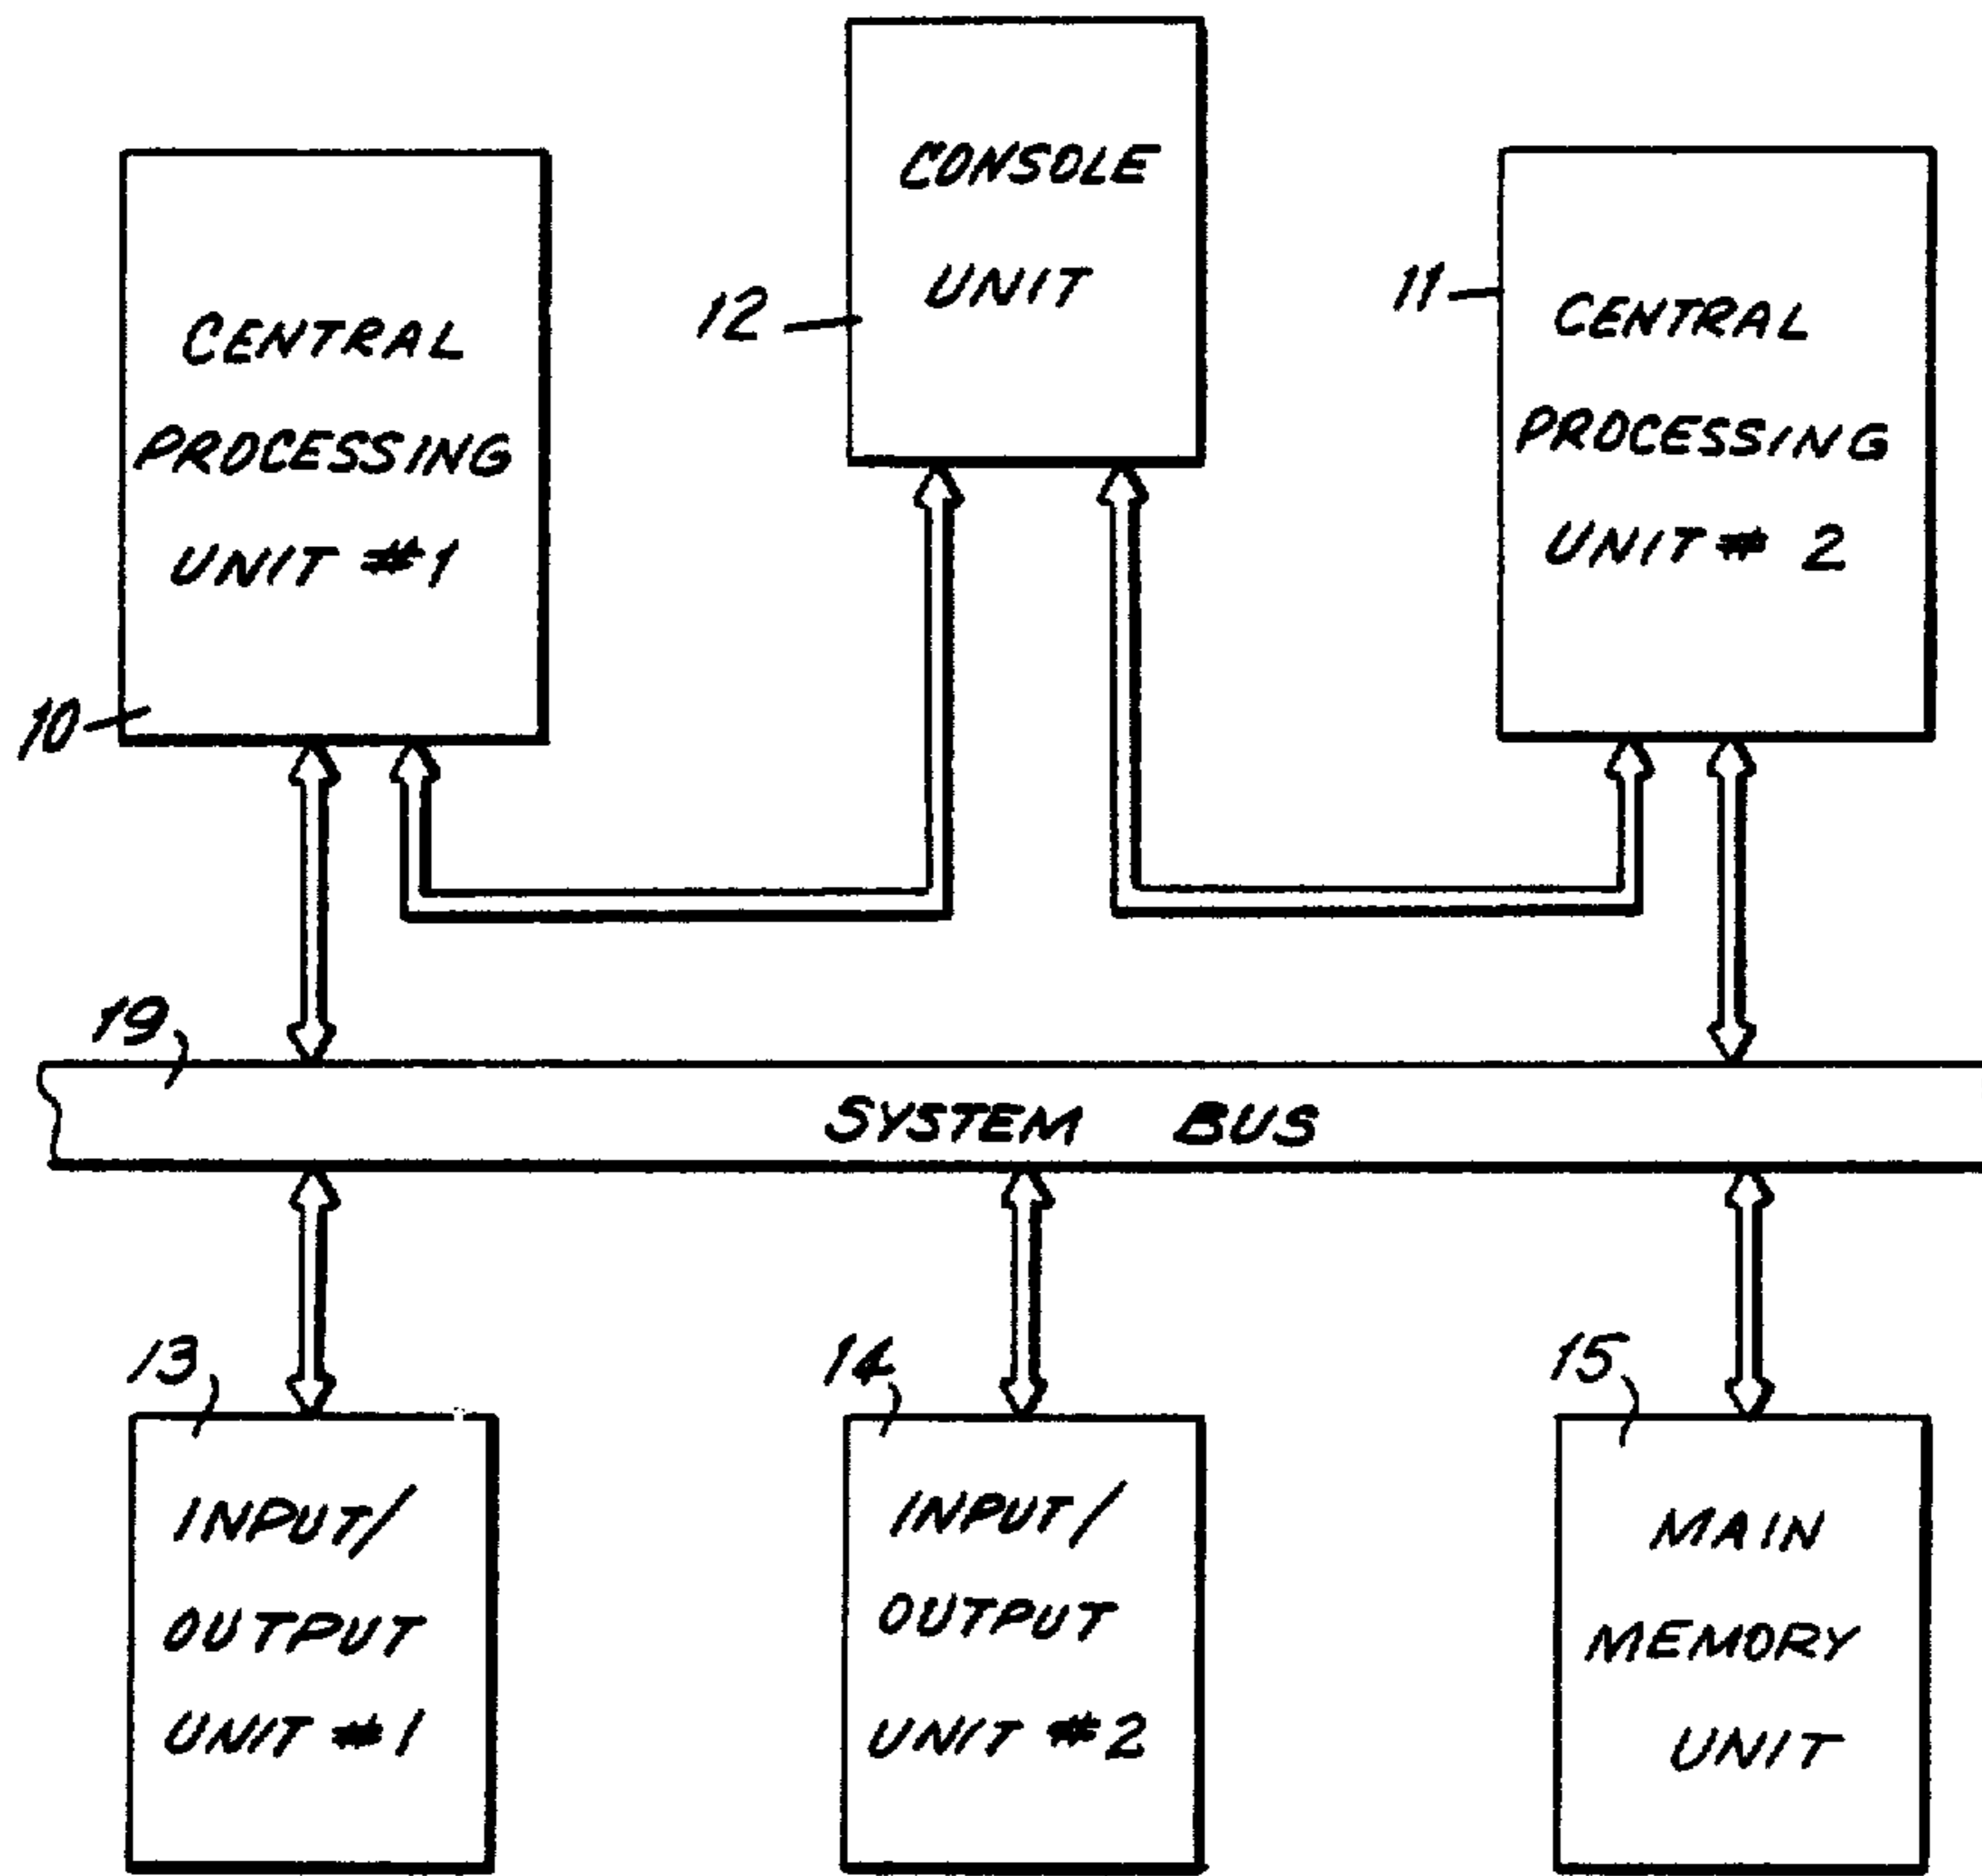 CONSOLE
UNIT
12
CENTRAL
PROCESSING
UNIT #1
10
11
CENTRAL
PROCESSING
UNIT # 2
19
SYSTEM BUS
13
INPUT/
OUTPUT
UNIT #1
14
INPUT/
OUTPUT
UNIT #2
15
MAIN
MEMORY
UNIT